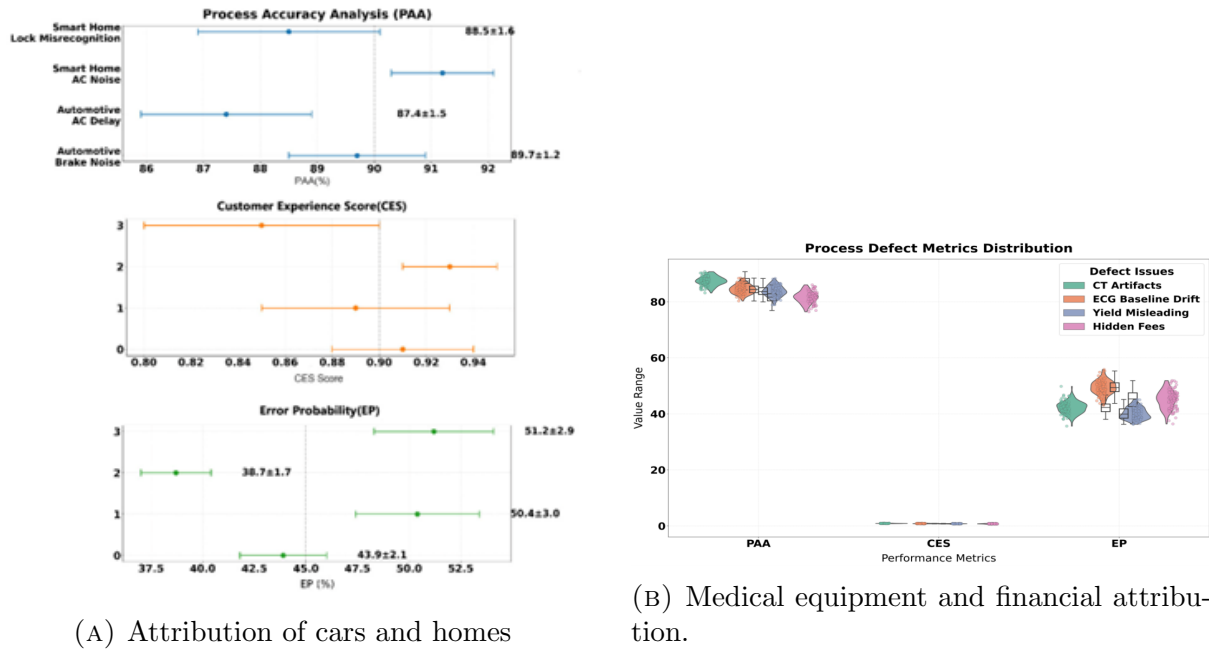 Process Accuracy Analysis (PAA)
Smart Home
Lock Misrecognition
88.5±1.6
Smart Home
AC Noise
Automotive
AC Delay
87.4±1.5
Automotive
Brake Noise
89.7±1.2
86 87 88 89 90 91 92
PAA(%)
Customer Experience Score(CES)
3
2
1
0
0.80 0.82 0.84 0.86 0.88 0.90 0.92 0.94
CES Score
Error Probability(EP)
3
51.2±2.9
2
38.7±1.7
1
50.4±3.0
0
43.9±2.1
37.5 40.0 42.5 45.0 47.5 50.0 52.5
EP (%)
(A) Attribution of cars and homes
Process Defect Metrics Distribution
Defect Issues
CT Artifacts
ECG Baseline Drift
Yield Misleading
Hidden Fees
Value Range
80
60
40
20
0
PAA CES EP
Performance Metrics
(B) Medical equipment and financial attribu-
tion.